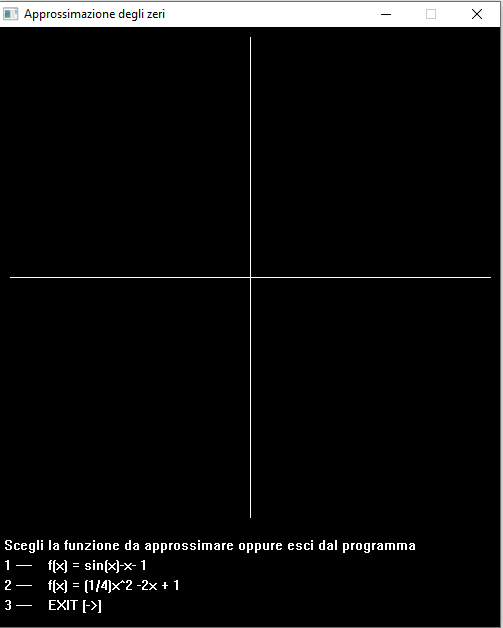 Approssimazione degli zeri
Scegli la funzione da approssimare oppure esci dal programma
1 — f(x) = sin(x)-x- 1
2 — f(x) = (1/4)x^2 -2x + 1
3 — EXIT [->]